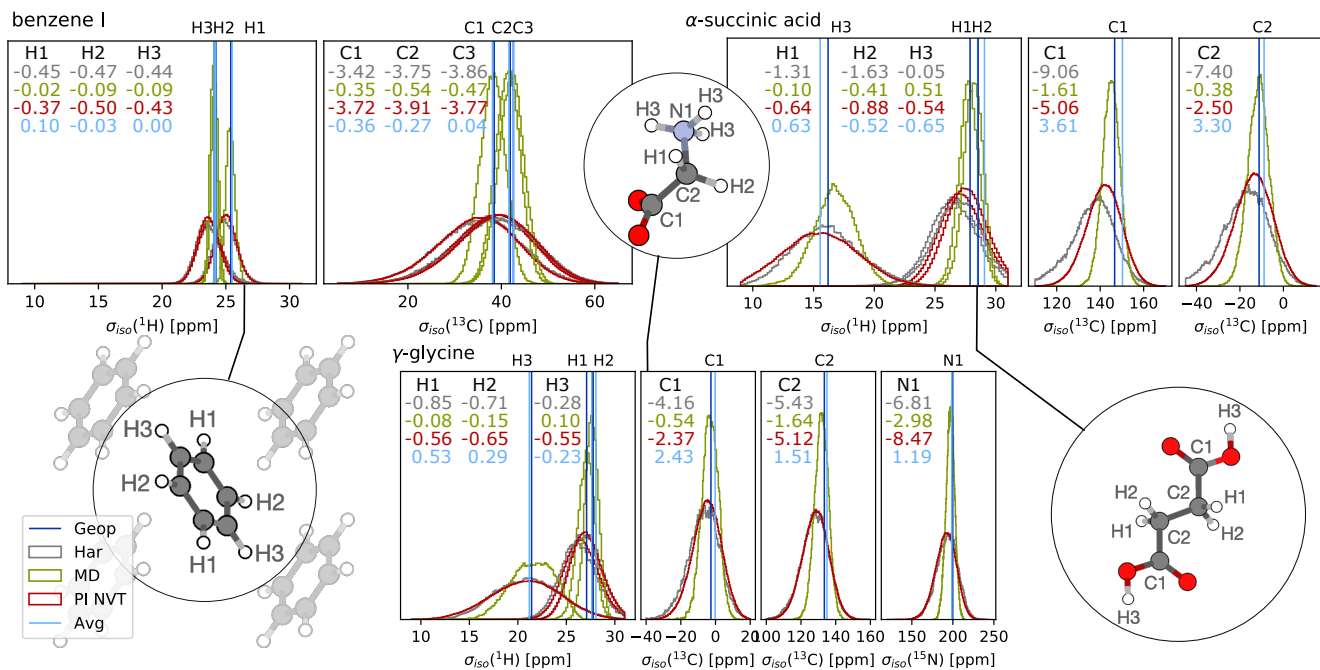 benzene I
H3H2 H1
H1 H2 H3
-0.45 -0.47 -0.44
-0.02 -0.09 -0.09
-0.37 -0.50 -0.43
0.10 -0.03 0.00
10 15 20 25 30
σiso(¹H) [ppm]
C1 C2C3
C1 C2 C3
-3.42 -3.75 -3.86
-0.35 -0.54 -0.47
-3.72 -3.91 -3.77
-0.36 -0.27 0.04
20 40 60
σiso(¹³C) [ppm]
H3
N1
H3
H3
H1
H2
C2
C1
α-succinic acid
H3 H1H2
H1 H2 H3
-1.31 -1.63 -0.05
-0.10 -0.41 0.51
-0.64 -0.88 -0.54
0.63 -0.52 -0.65
10 15 20 25 30
σiso(¹H) [ppm]
C1
C1
-9.06
-1.61
-5.06
3.61
120 140 160
σiso(¹³C) [ppm]
C2
C2
-7.40
-0.38
-2.50
3.30
-40 -20 0
σiso(¹³C) [ppm]
γ-glycine
H3 H1 H2
H1 H2 H3
-0.85 -0.71 -0.28
-0.08 -0.15 0.10
-0.56 -0.65 -0.55
0.53 0.29 -0.23
10 15 20 25 30
σiso(¹H) [ppm]
C1
C1
-4.16
-0.54
-2.37
2.43
-40 -20 0 20
σiso(¹³C) [ppm]
C2
C2
-5.43
-1.64
-5.12
1.51
100 120 140 160
σiso(¹³C) [ppm]
N1
N1
-6.81
-2.98
-8.47
1.19
150 200 250
σiso(¹⁵N) [ppm]
H1
H3
H2
H2
H1
H3
Geop
Har
MD
PI NVT
Avg
H3
C1
H2
C2
H1
H1
C2
H2
C1
H3